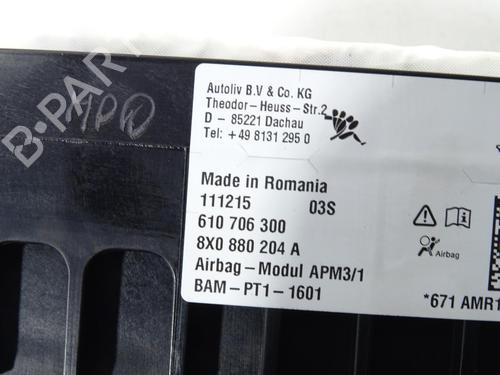 Autoliv B.V & Co. KG
Theodor-Heuss-Str.2
D - 85221 Dachau
Tel: +49 8131 295 0
Made in Romania
111215 03S
610 706 300
8X0 880 204 A
Airbag-Modul APM3/1
BAM-PT1-1601
Airbag
*671 AMR1
B-PARTS